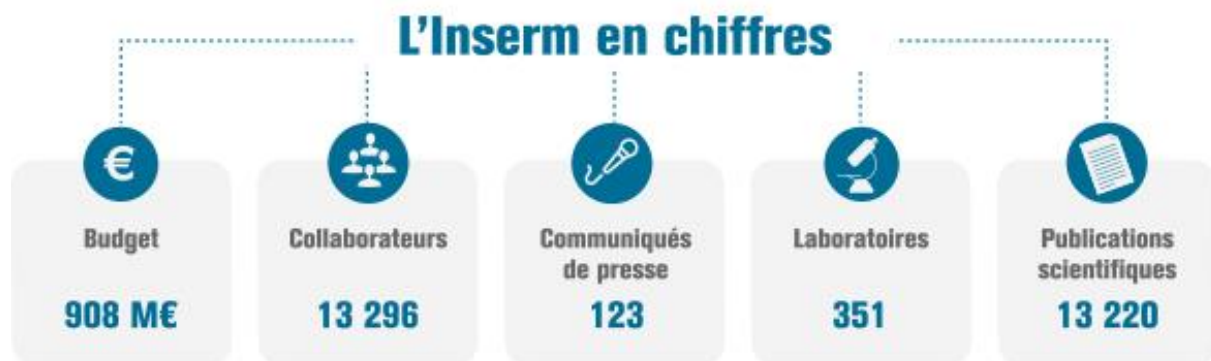 L'Inserm en chiffres
€
Budget
908 M€
Collaborateurs
13 296
Communiqués
de presse
123
Laboratoires
351
Publications
scientifiques
13 220